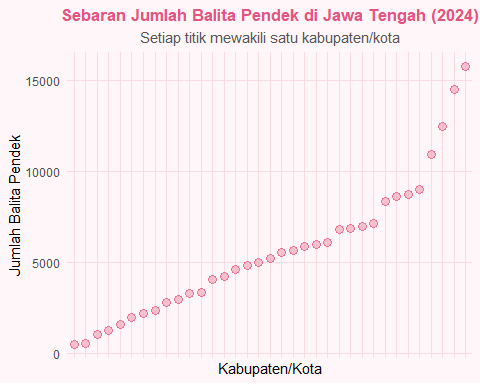 Sebaran Jumlah Balita Pendek di Jawa Tengah (2024)
Setiap titik mewakili satu kabupaten/kota
15000
10000
5000
0
Jumlah Balita Pendek
Kabupaten/Kota